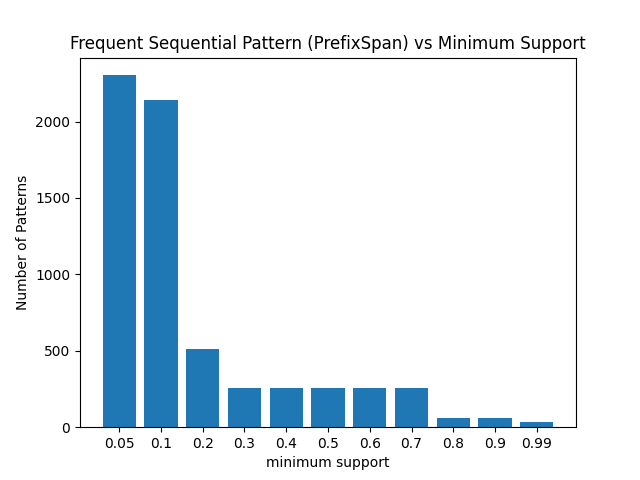 Frequent Sequential Pattern (PrefixSpan) vs Minimum Support
Number of Patterns
2000
1500
1000
500
0
0.05 0.1 0.2 0.3 0.4 0.5 0.6 0.7 0.8 0.9 0.99
minimum support